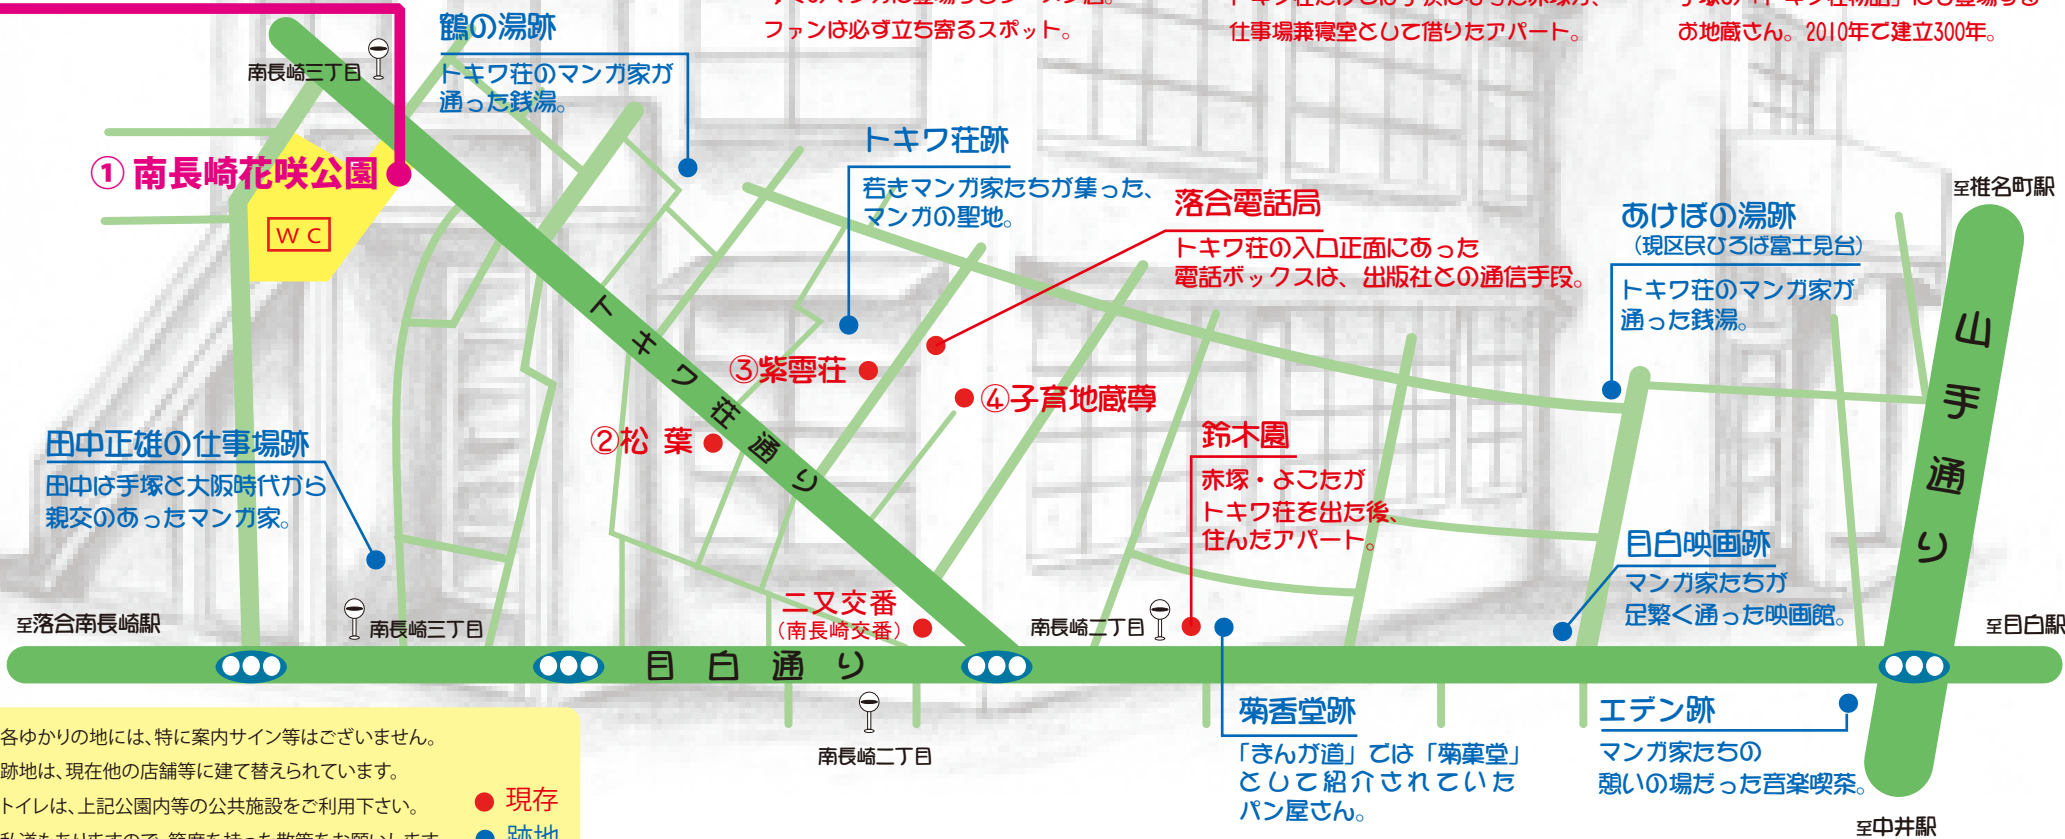 ファンは必ず立ち寄るスポット。
仕事場兼寝室として借りたアパート。
お地蔵さん。2010年で建立300年。
鶴の湯跡
トキワ荘のマンガ家が
通った銭湯。
南長崎三丁目
① 南長崎花咲公園
WC
トキワ荘跡
若きマンガ家たちが集った、
マンガの聖地。
落合電話局
トキワ荘の入口正面にあった
電話ボックスは、出版社との通信手段。
あけぼの湯跡
（現区民ひろば富士見台）
トキワ荘のマンガ家が
通った銭湯。
至椎名町駅
山手通り
トキワ荘通り
③紫雲荘
④子育地蔵尊
②松 葉
田中正雄の仕事場跡
田中は手塚と大阪時代から
親交のあったマンガ家。
鈴木園
赤塚・よこたが
トキワ荘を出た後、
住んだアパート。
目白映画跡
マンガ家たちが
足繁く通った映画館。
至落合南長崎駅
南長崎三丁目
二又交番
（南長崎交番）
南長崎二丁目
至目白駅
目白通り
南長崎二丁目
菊香堂跡
「まんが道」では「菊菓堂」
として紹介されていた
パン屋さん。
エデン跡
マンガ家たちの
憩いの場だった音楽喫茶。
至中井駅
各ゆかりの地には、特に案内サイン等はございません。
跡地は、現在他の店舗等に建て替えられています。
トイレは、上記公園内等の公共施設をご利用下さい。
現存
跡地